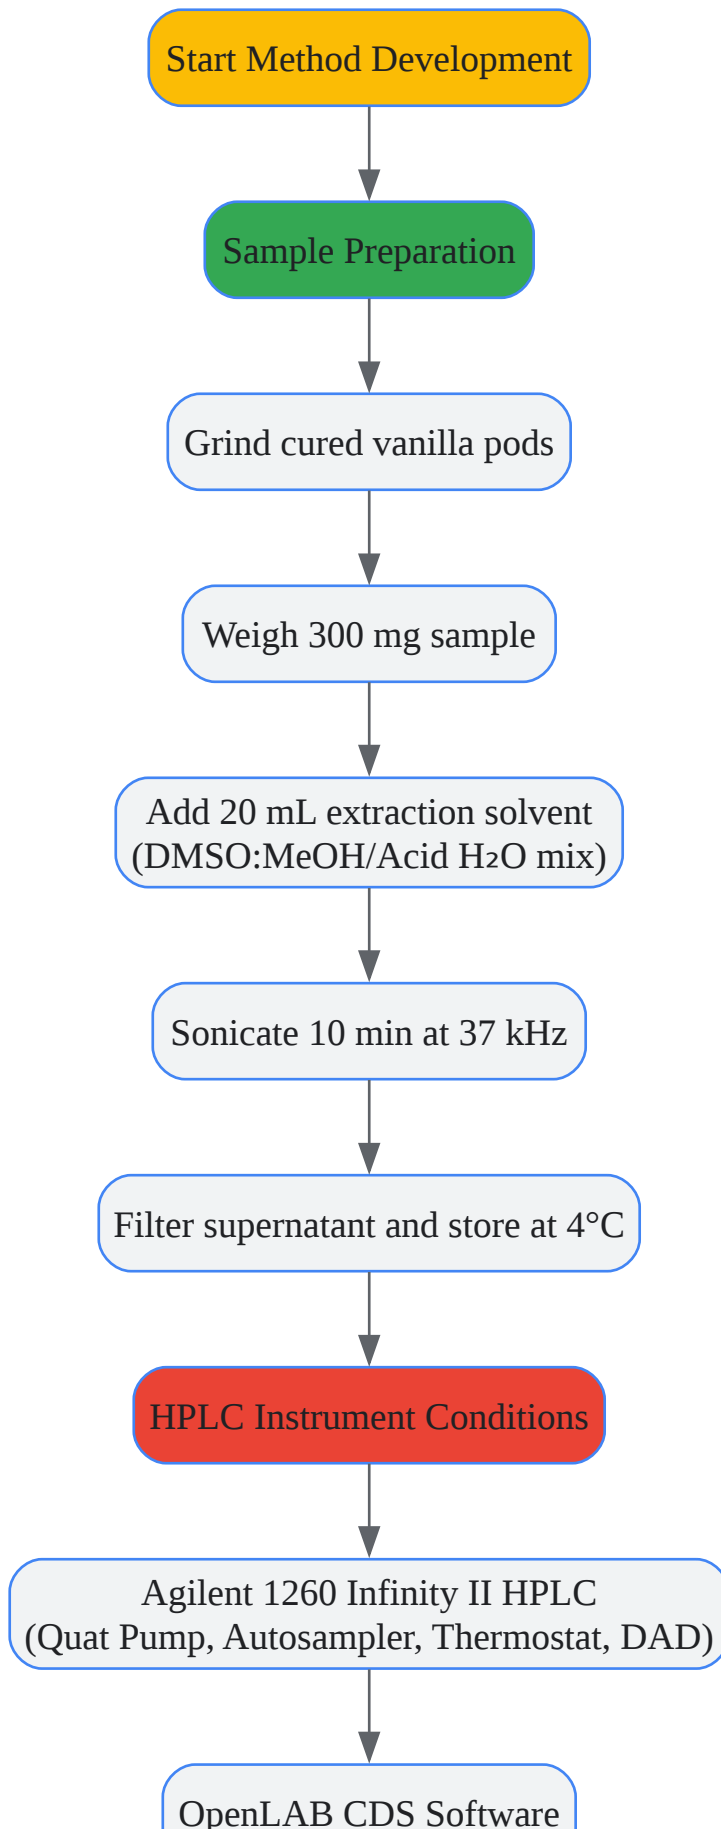 Start Method Development
Sample Preparation
Grind cured vanilla pods
Weigh 300 mg sample
Add 20 mL extraction solvent
(DMSO:MeOH/Acid H₂O mix)
Sonicate 10 min at 37 kHz
Filter supernatant and store at 4°C
HPLC Instrument Conditions
Agilent 1260 Infinity II HPLC
(Quat Pump, Autosampler, Thermostat, DAD)
OpenLAB CDS Software